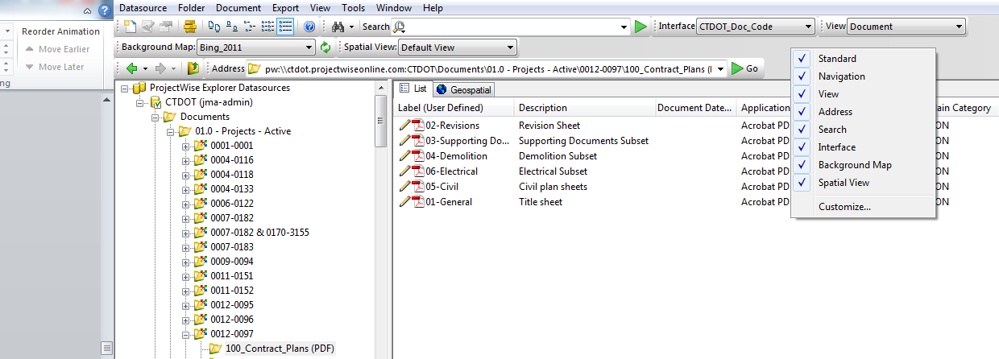 Datasource Folder Document Export View Tools Window Help
Reorder Animation
Move Earlier
Move Later
ng
Search
Interface CTDOT_Doc_Code
View Document
Background Map: Bing_2011
Spatial View: Default View
Address pw:\\ctdot.projectwiseonline.com:CTDOT\Documents\01.0 - Projects - Active\0012-0097\100_Contract_Plans (I
Go
ProjectWise Explorer Datasources
CTDOT (jma-admin)
Documents
01.0 - Projects - Active
0001-0001
0004-0116
0004-0118
0004-0133
0006-0122
0007-0182
0007-0182 & 0170-3155
0007-0183
0009-0094
0011-0151
0011-0152
0012-0095
0012-0096
0012-0097
100_Contract_Plans (PDF)
List Geospatial
Label (User Defined) Description Document Date... Application ain Category
02-Revisions Revision Sheet Acrobat PD ON
03-Supporting Do... Supporting Documents Subset Acrobat PD ON
04-Demolition Demolition Subset Acrobat PD ON
06-Electrical Electrical Subset Acrobat PD ON
05-Civil Civil plan sheets Acrobat PD ON
01-General Title sheet Acrobat PD ON
Standard
Navigation
View
Address
Search
Interface
Background Map
Spatial View
Customize...